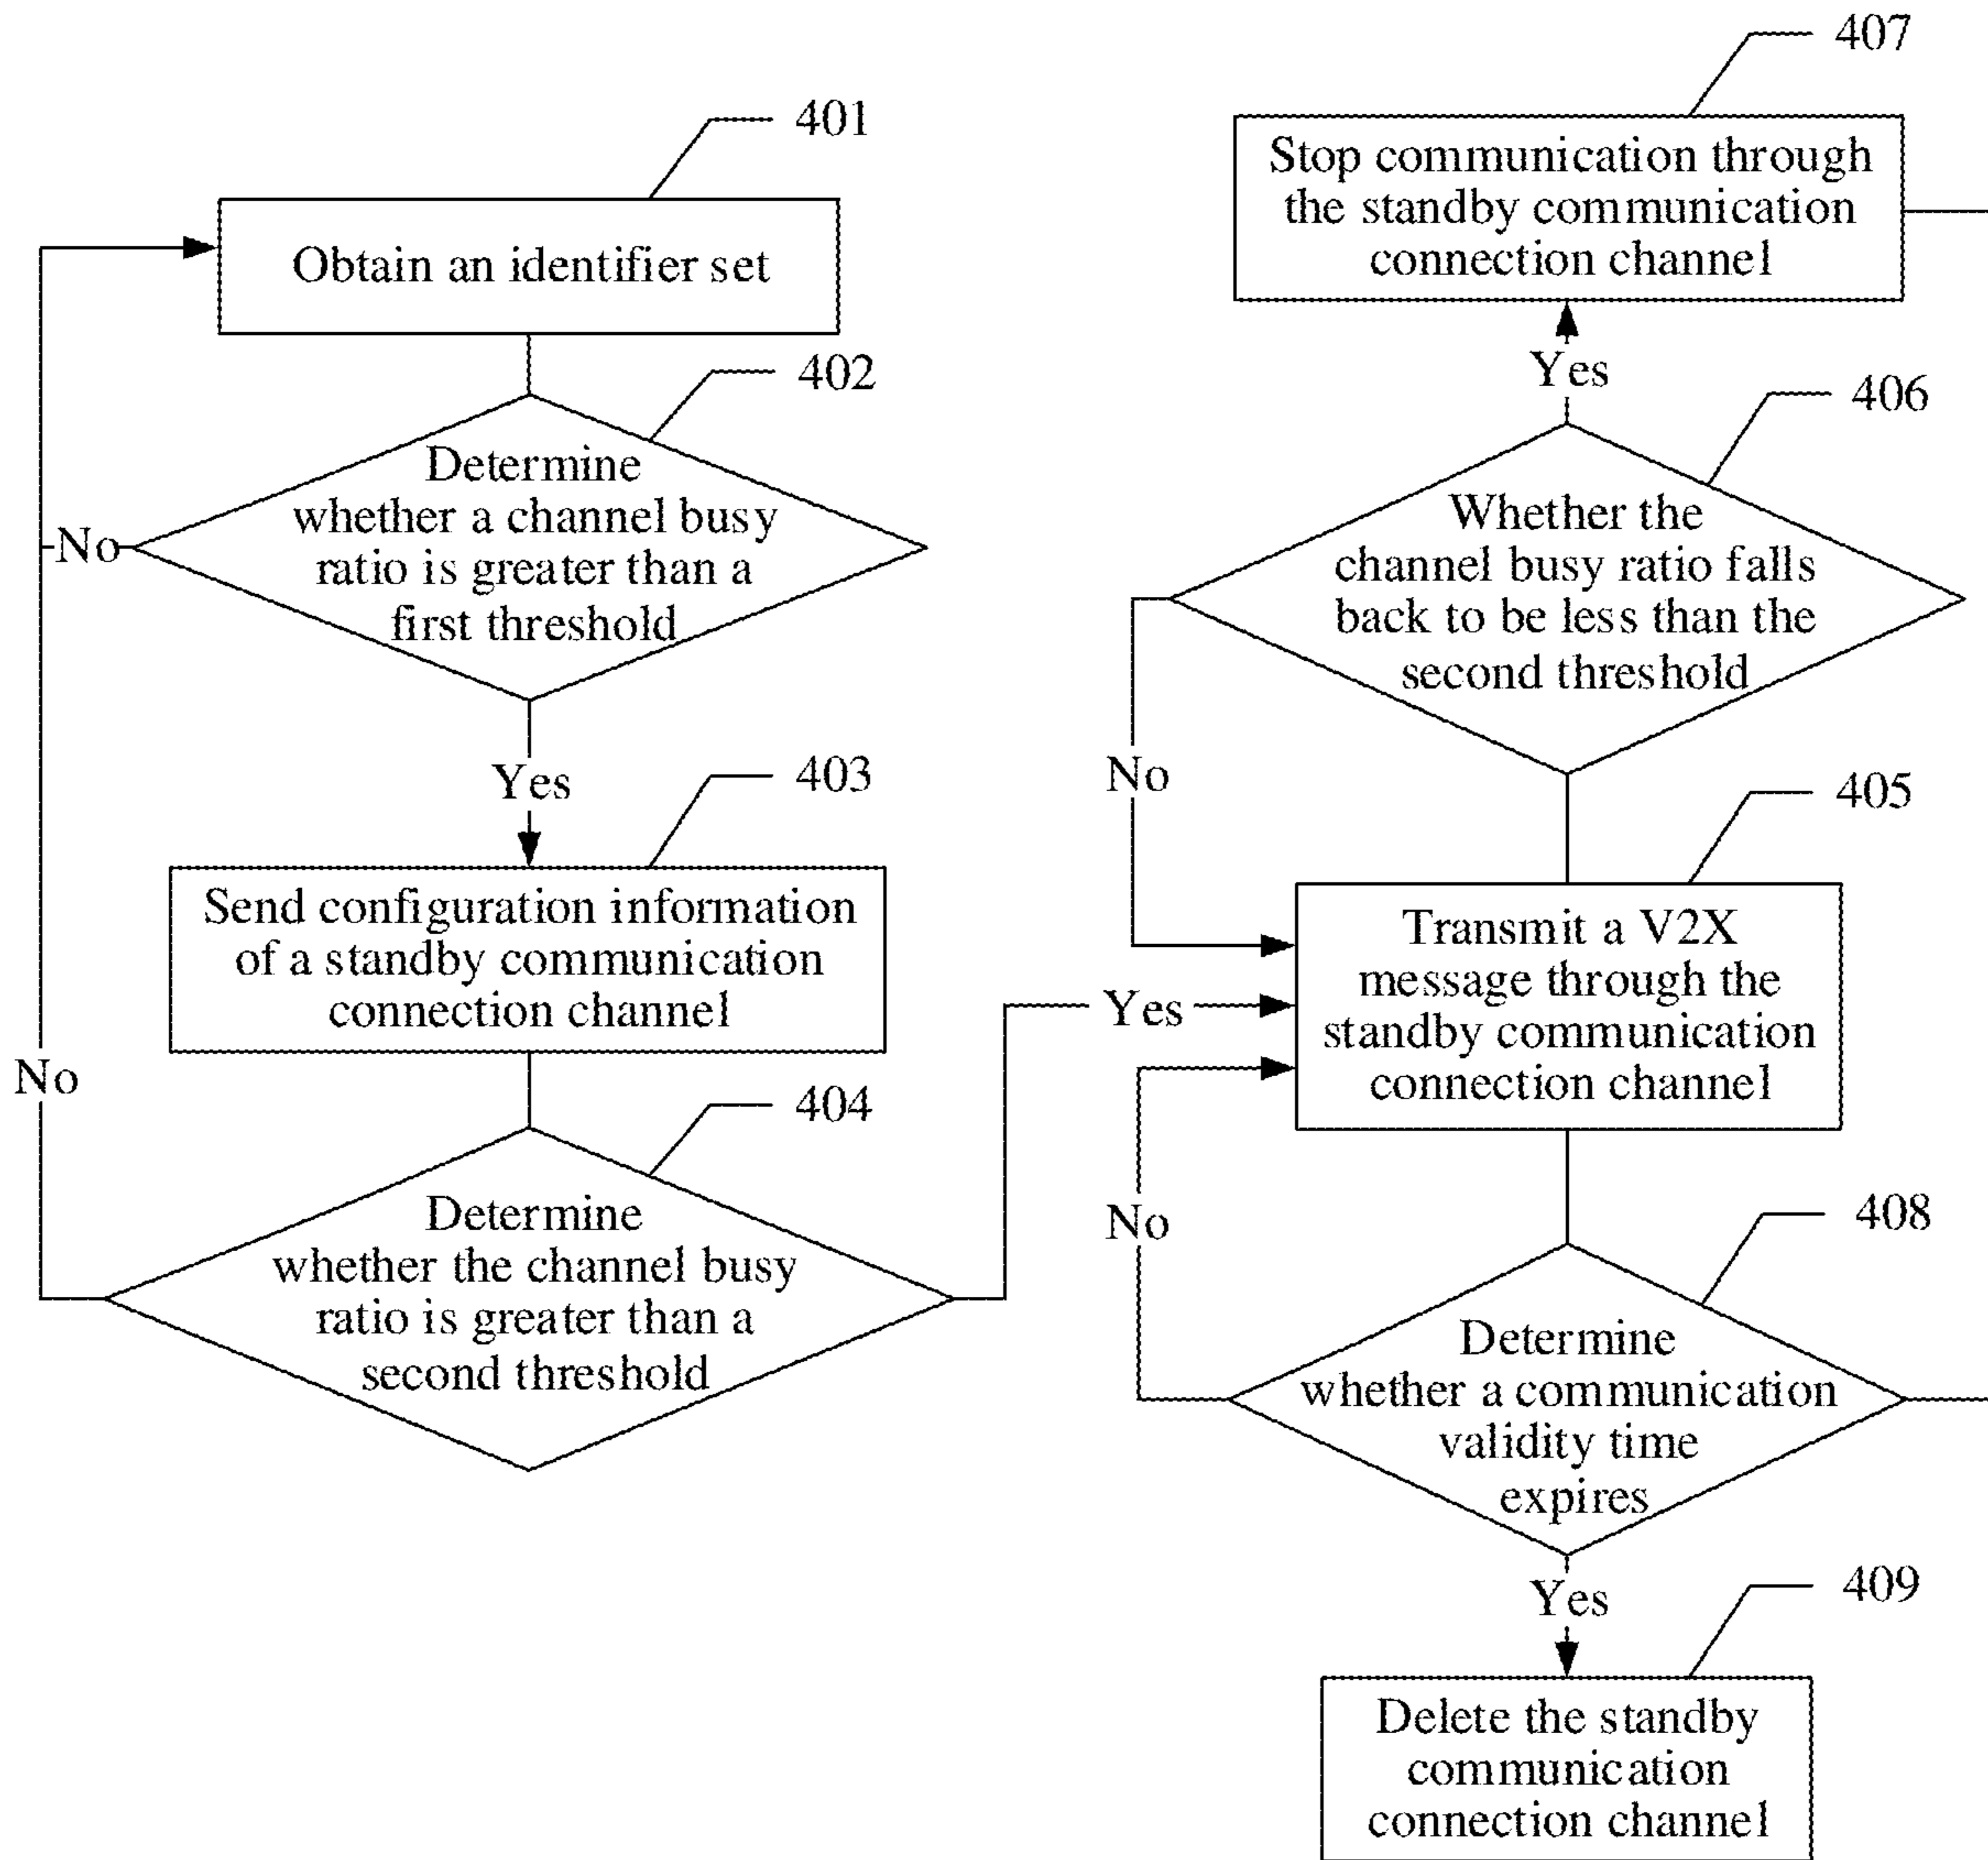 401
Obtain an identifier set
402
Determine
whether a channel busy
ratio is greater than a
first threshold
No
Yes
403
Send configuration information
of a standby communication
connection channel
No
404
Determine
whether the channel busy
ratio is greater than a
second threshold
Yes
407
Stop communication through
the standby communication
connection channel
Yes
406
Whether the
channel busy ratio falls
back to be less than the
second threshold
No
405
Transmit a V2X
message through the
standby communication
connection channel
No
408
Determine
whether a communication
validity time
expires
Yes
409
Delete the standby
communication
connection channel